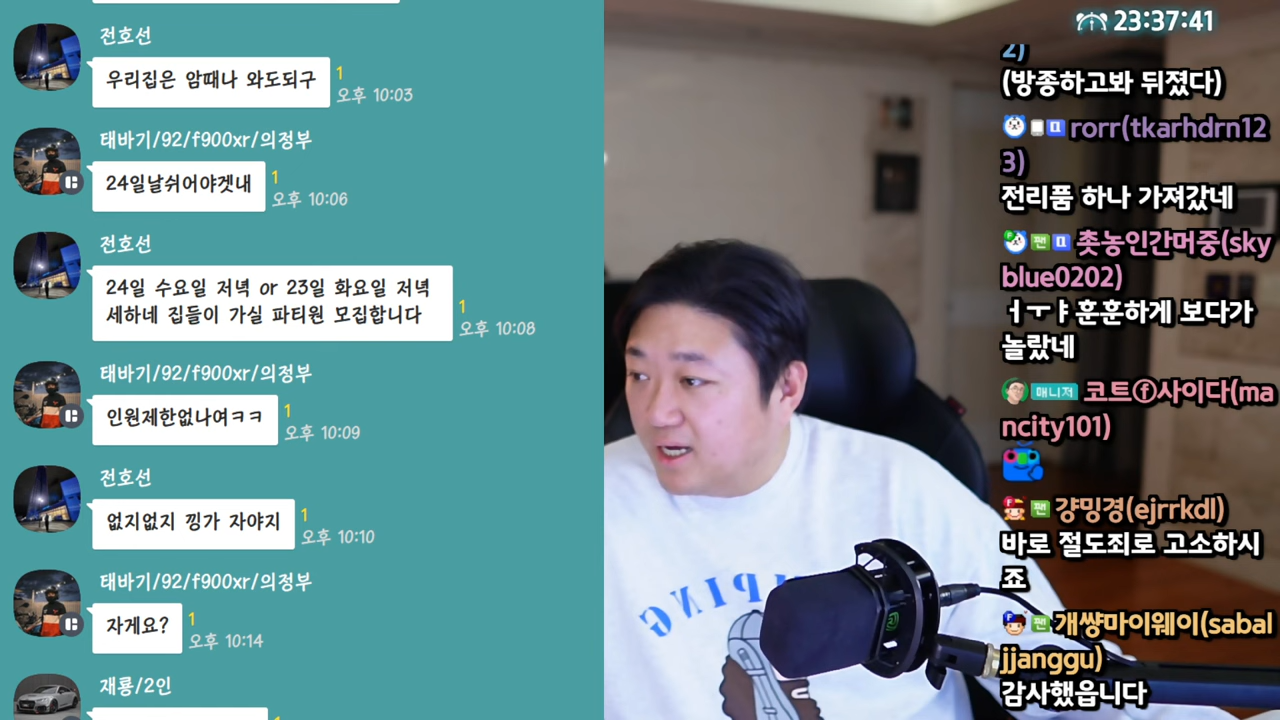 전호선
우리집은 암때나 와도되구
1
오후 10:03
태바기/92/f900xr/의정부
24일날쉬어야겟내
1
오후 10:06
전호선
24일 수요일 저녁 or 23일 화요일 저녁
세하네 집들이 가실 파티원 모집합니다
1
오후 10:08
태바기/92/f900xr/의정부
인원제한없나여ㅋㅋ
1
오후 10:09
전호선
없지없지 낑가 자야지
1
오후 10:10
태바기/92/f900xr/의정부
자게요?
1
오후 10:14
재룡/2인
23:37:41
2)
(방종하고봐 뒤졌다)
rorr(tkarhdrn12
3)
전리품 하나 가져갔네
팬 촛농인간머중(sky
blue0202)
ㅓㅜㅑ 훈훈하게 보다가
놀랐네
매니저 코트ⓕ사이다(ma
ncity101)
팬 걍밍경(ejrrkdl)
바로 절도죄로 고소하시
죠
팬 개썅마이웨이(sabal
jjanggu)
감사했읍니다